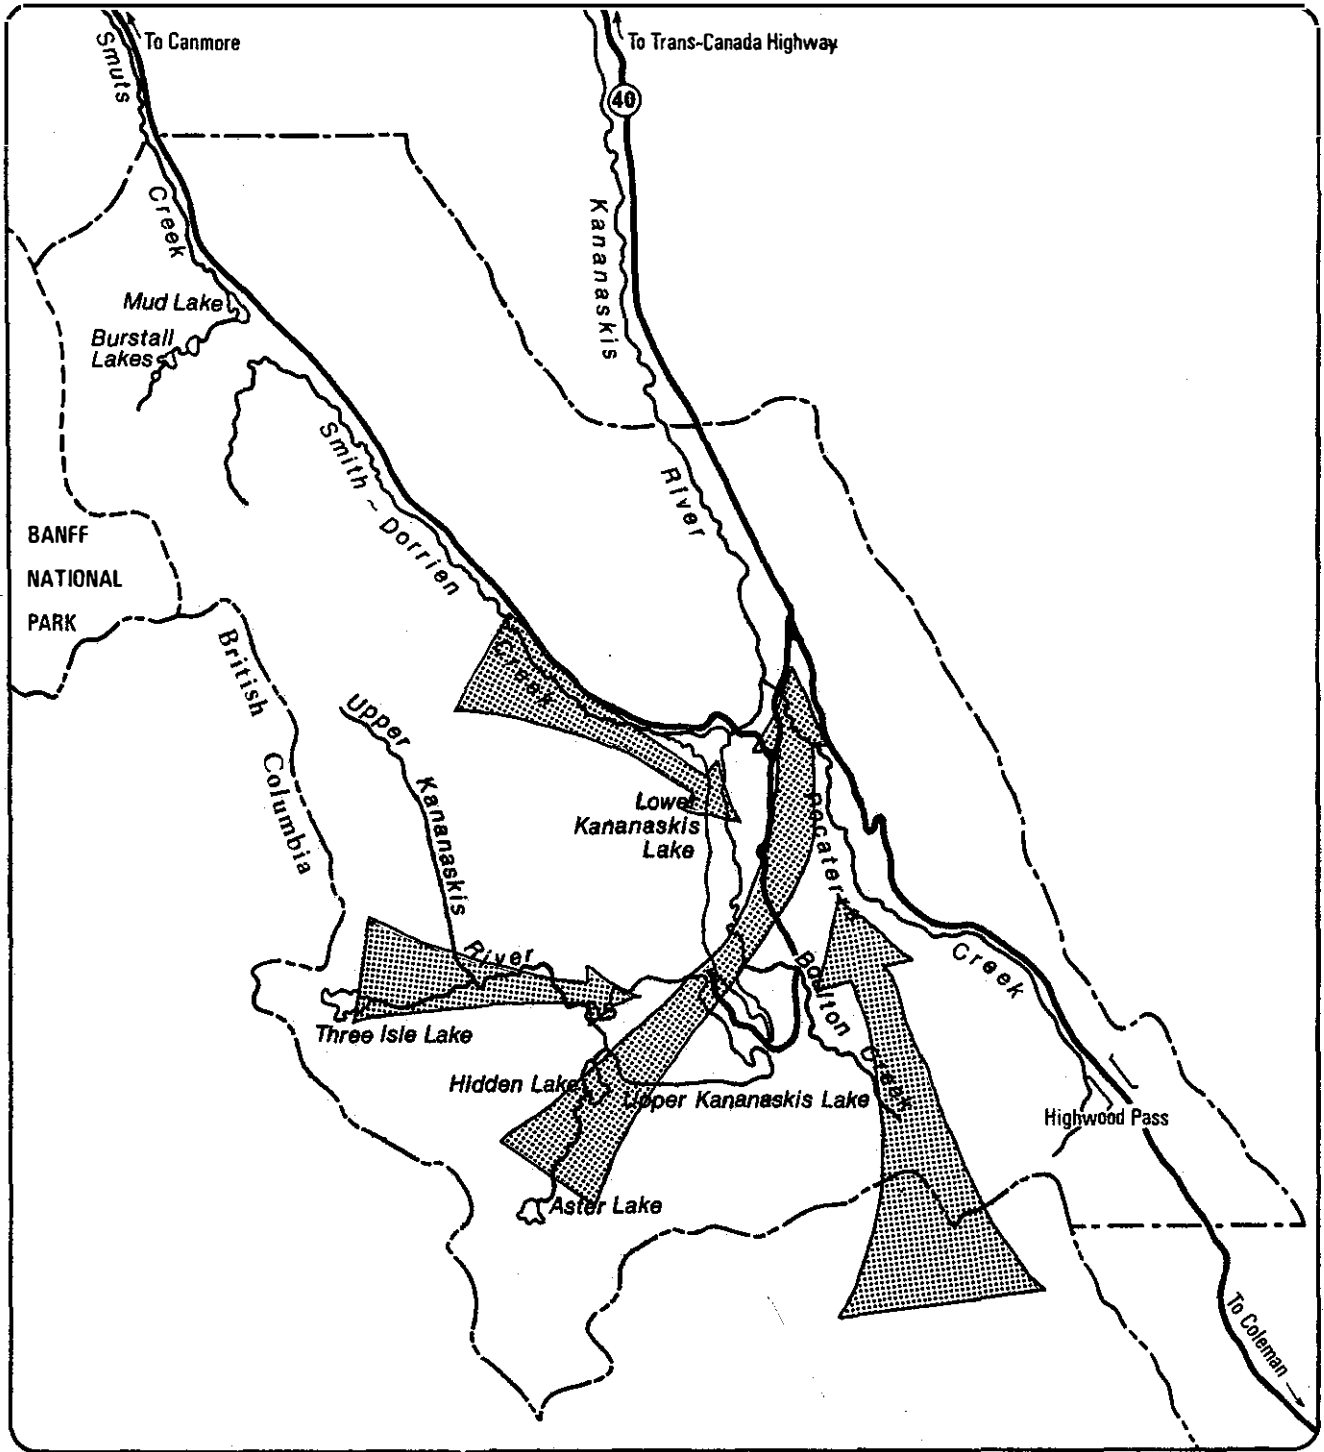 To Canmore
To Trans-Canada Highway
40
Smuts
Creek
Kananaskis
River
Mud Lake
Burstall
Lakes
Smith-Dorrien
Creek
BANFF
NATIONAL
PARK
British
Columbia
Upper
Kananaskis
River
Lower
Kananaskis
Lake
Pocaterra
Creek
Boulton
Creek
Three Isle Lake
Hidden Lake
Upper Kananaskis Lake
Highwood Pass
Aster Lake
To Coleman